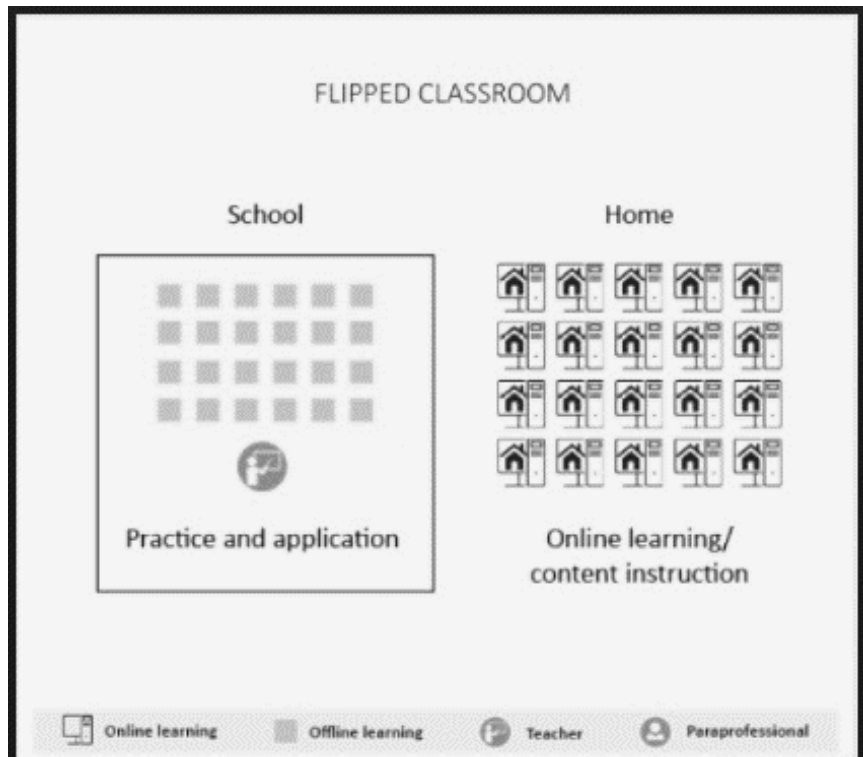 FLIPPED CLASSROOM
School
Home
Practice and application
Online learning/
content instruction
Online learning
Offline learning
Teacher
Paraprofessional